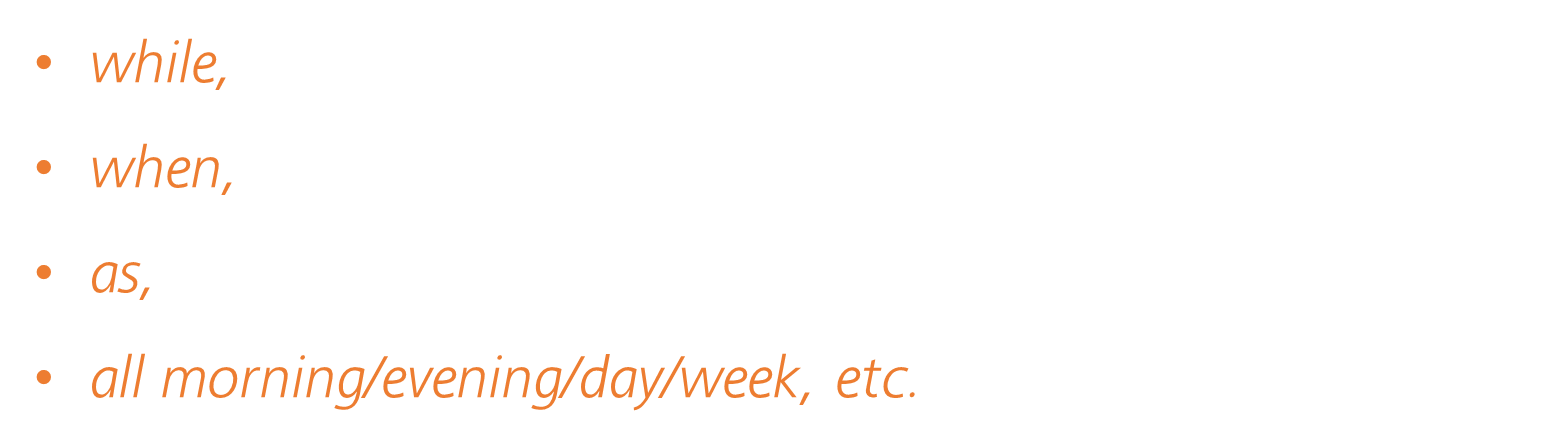 • while,
• when,
• as,
• all morning/evening/day/week, etc.